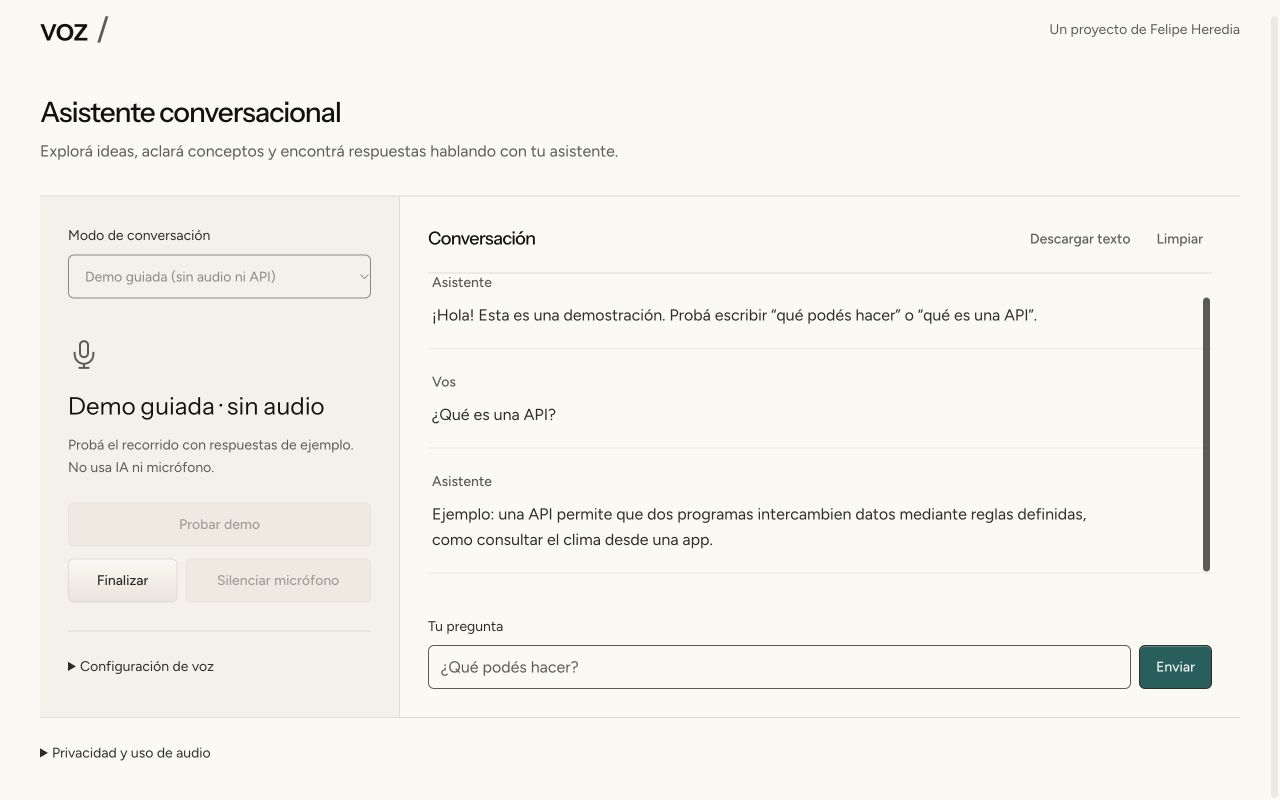 voz /
Un proyecto de Felipe Heredia
Asistente conversacional
Explorá ideas, aclará conceptos y encontrá respuestas hablando con tu asistente.
Modo de conversación
Demo guiada (sin audio ni API)
Demo guiada · sin audio
Probá el recorrido con respuestas de ejemplo.
No usa IA ni micrófono.
Probar demo
Finalizar
Silenciar micrófono
Configuración de voz
Conversación
Descargar texto
Limpiar
Asistente
¡Hola! Esta es una demostración. Probá escribir “qué podés hacer” o “qué es una API”.
Vos
¿Qué es una API?
Asistente
Ejemplo: una API permite que dos programas intercambien datos mediante reglas definidas,
como consultar el clima desde una app.
Tu pregunta
¿Qué podés hacer?
Enviar
Privacidad y uso de audio